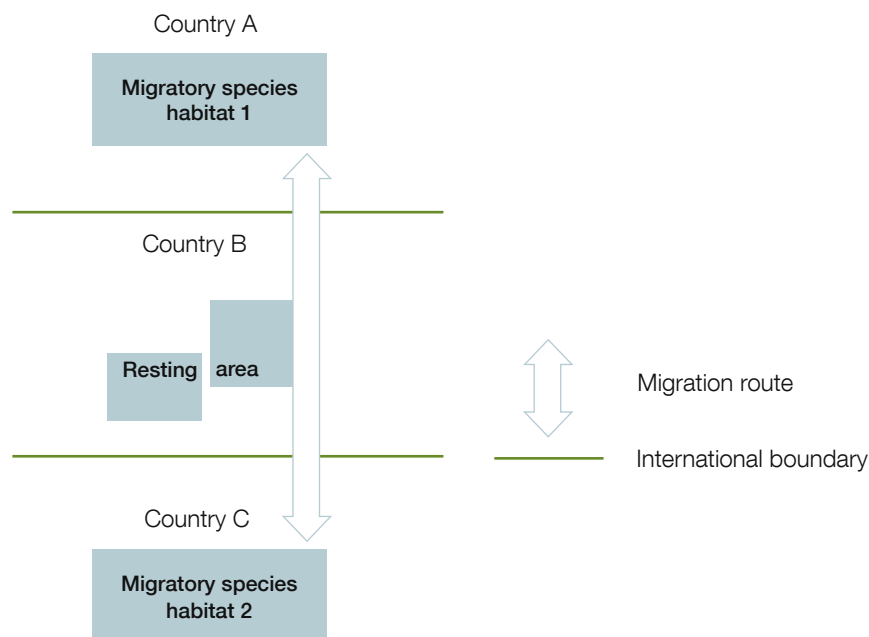 Country A
Migratory species
habitat 1
Country B
Resting area
Migration route
International boundary
Country C
Migratory species
habitat 2